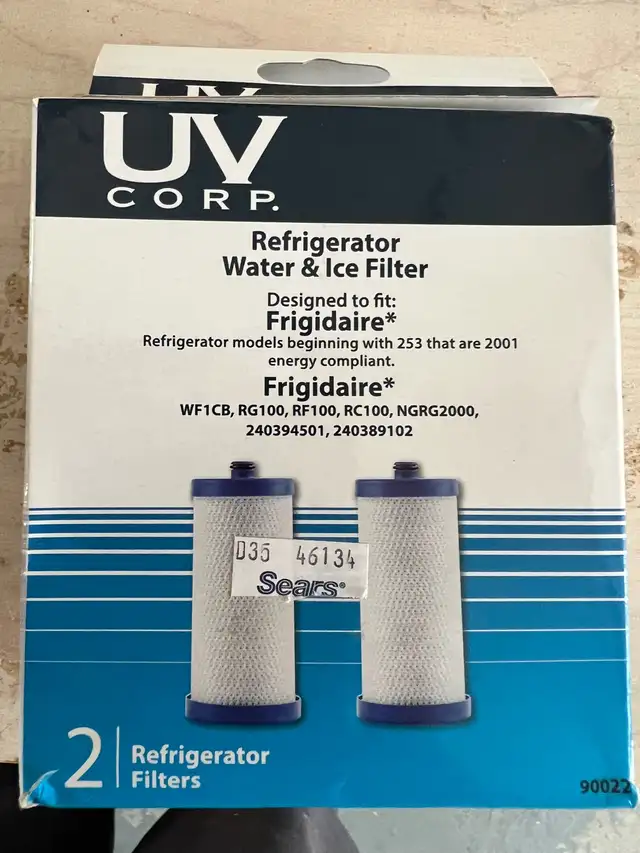 UV
UV
CORP.
Refrigerator
Water & Ice Filter
Designed to fit:
Frigidaire*
Refrigerator models beginning with 253 that are 2001
energy compliant.
Frigidaire*
WF1CB, RG100, RF100, RC100, NGRG2000,
240394501, 240389102
D35 46134
Sears®
2
Refrigerator
Filters
90022